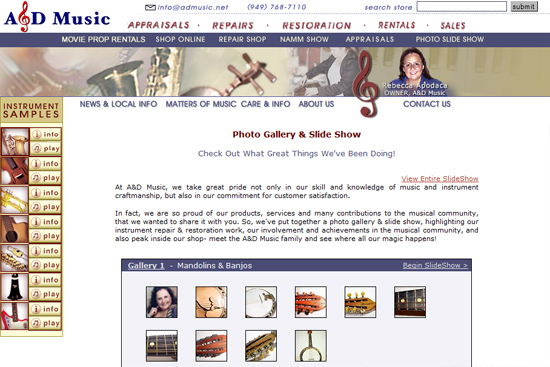 A&D Music
info@admusic.net (949) 768-7110 search store submit
APPRAISALS REPAIRS RESTORATION RENTALS SALES
MOVIE PROP RENTALS SHOP ONLINE REPAIR SHOP NAMM SHOW APPRAISALS PHOTO SLIDE SHOW
Rebecca Apodaca
OWNER, A&D Music
NEWS & LOCAL INFO MATTERS OF MUSIC CARE & INFO ABOUT US CONTACT US
INSTRUMENT
SAMPLES
info
play
info
play
info
play
info
play
info
play
info
play
info
play
Photo Gallery & Slide Show
Check Out What Great Things We've Been Doing!
View Entire SlideShow
At A&D Music, we take great pride not only in our skill and knowledge of music and instrument
craftmanship, but also in our commitment for customer satisfaction.
In fact, we are so proud of our products, services and many contributions to the musical community,
that we wanted to share it with you. So, we've put together a photo gallery & slide show, highlighting our
instrument repair & restoration work, our involvement and achievements in the musical community, and
also peak inside our shop- meet the A&D Music family and see where all our magic happens!
Gallery 1 - Mandolins & Banjos Begin SlideShow >